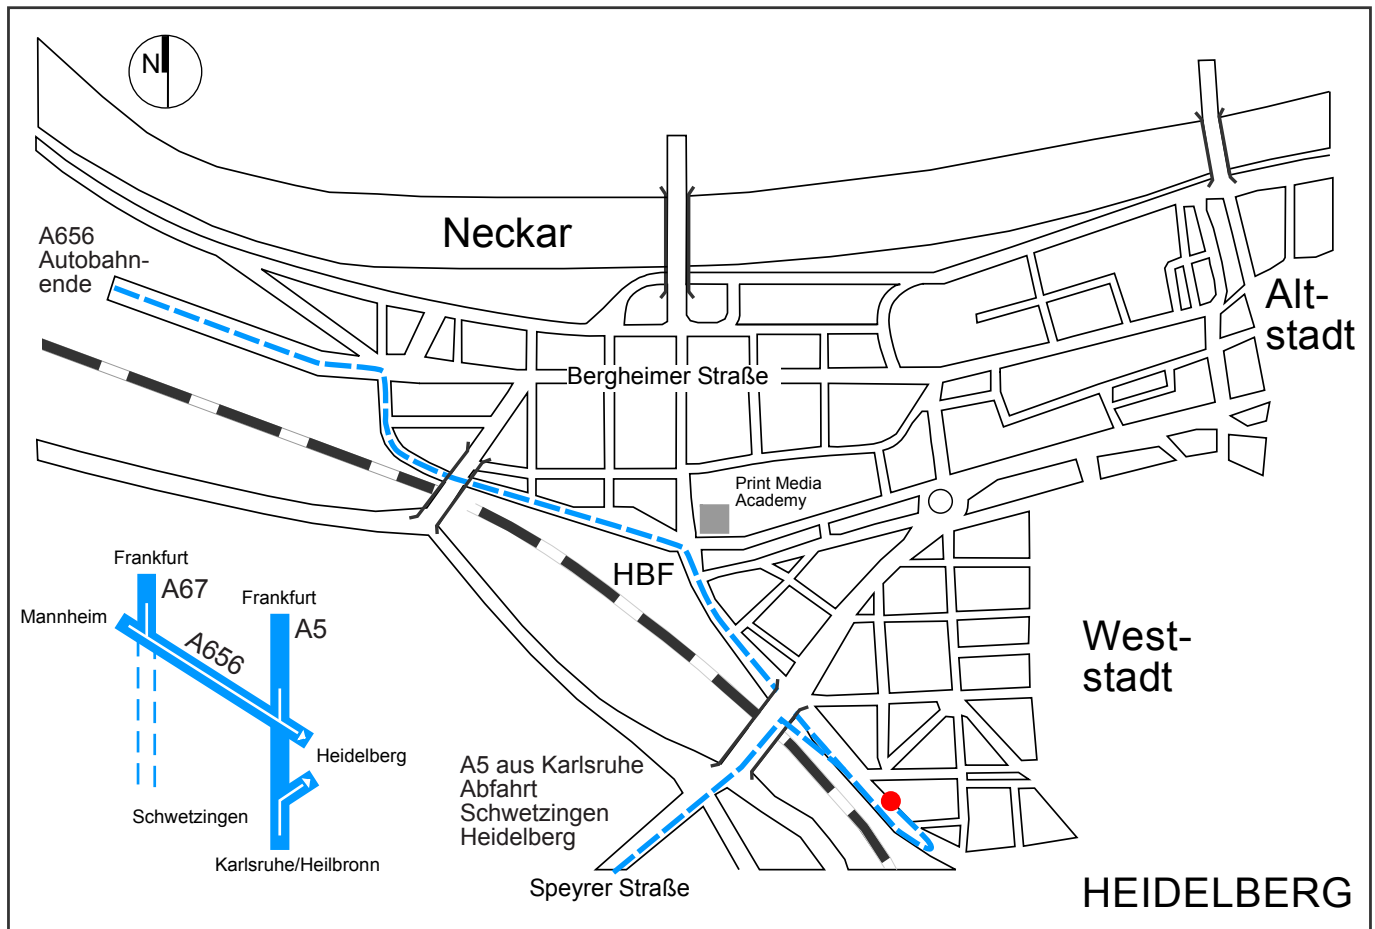 N
Neckar
A656
Autobahn-
ende
Alt-
stadt
Bergheimer Straße
Print Media
Academy
HBF
Frankfurt
A67
Frankfurt
Mannheim
A5
A656
West-
stadt
Heidelberg
A5 aus Karlsruhe
Abfahrt
Schwetzingen
Heidelberg
Schwetzingen
Karlsruhe/Heilbronn
Speyrer Straße
HEIDELBERG